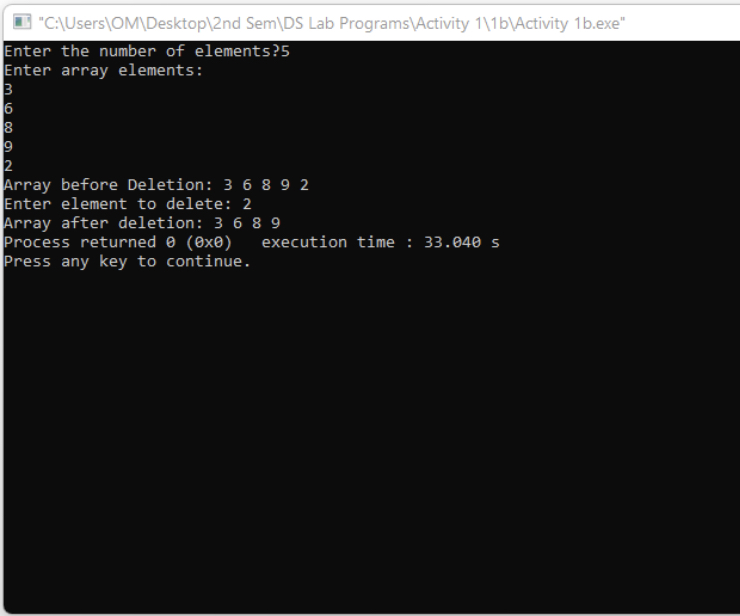 "C:\Users\OM\Desktop\2nd Sem\DS Lab Programs\Activity 1\1b\Activity 1b.exe"
Enter the number of elements?5
Enter array elements:
3
6
8
9
2
Array before Deletion: 3 6 8 9 2
Enter element to delete: 2
Array after deletion: 3 6 8 9
Process returned 0 (0x0)   execution time : 33.040 s
Press any key to continue.